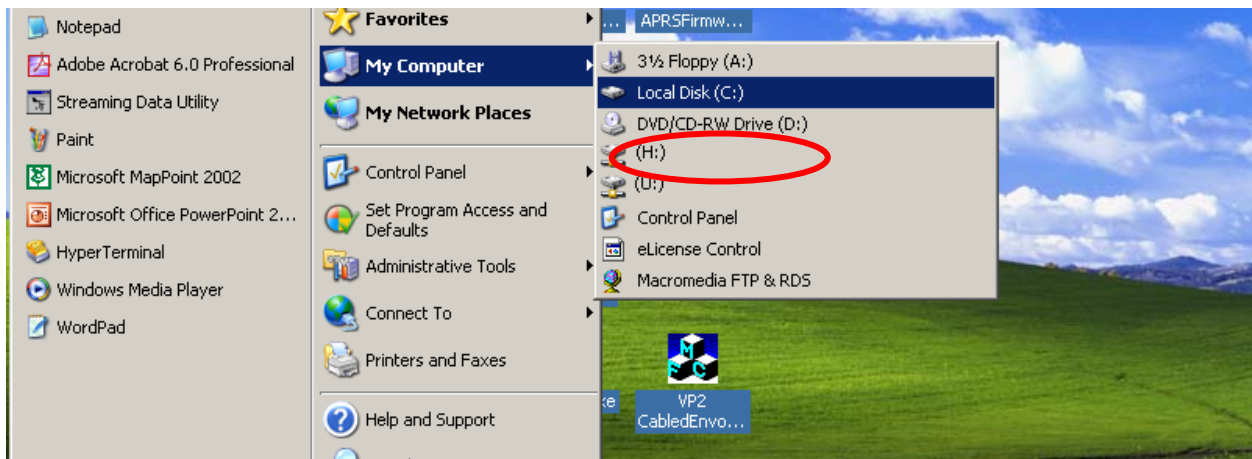 Notepad
Adobe Acrobat 6.0 Professional
Streaming Data Utility
Paint
Microsoft MapPoint 2002
Microsoft Office PowerPoint 2...
HyperTerminal
Windows Media Player
WordPad
Favorites
My Computer
My Network Places
Control Panel
Set Program Access and
Defaults
Administrative Tools
Connect To
Printers and Faxes
Help and Support
... APRSFirmw...
3½ Floppy (A:)
Local Disk (C:)
DVD/CD-RW Drive (D:)
(H:)
(U:)
Control Panel
eLicense Control
Macromedia FTP & RDS
MFC
VP2
CabledEnvo...